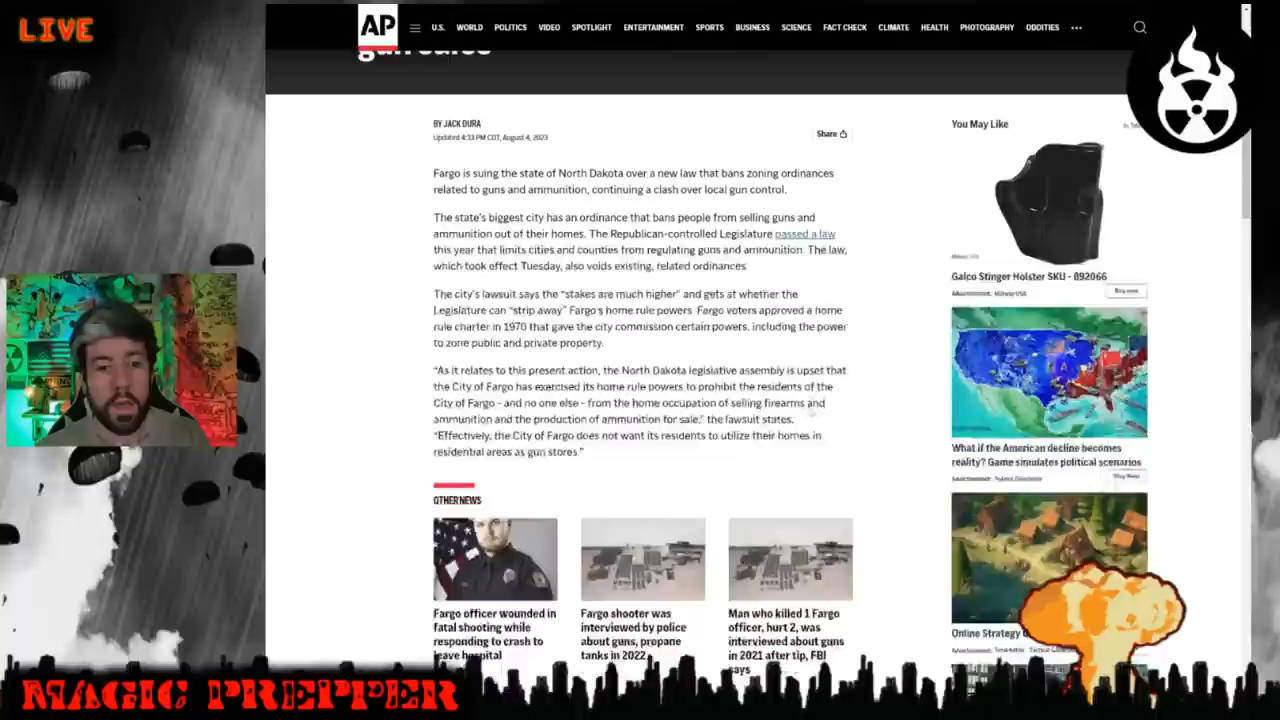 LIVE
AP
U.S. WORLD POLITICS VIDEO SPOTLIGHT ENTERTAINMENT SPORTS BUSINESS SCIENCE FACT CHECK CLIMATE HEALTH PHOTOGRAPHY ODDITIES
gun sales
BY JACK DURA
Updated 4:33 PM CDT, August 4, 2023
Share
Fargo is suing the state of North Dakota over a new law that bans zoning ordinances
related to guns and ammunition, continuing a clash over local gun control.
The state's biggest city has an ordinance that bans people from selling guns and
ammunition out of their homes. The Republican-controlled Legislature passed a law
this year that limits cities and counties from regulating guns and ammunition. The law,
which took effect Tuesday, also voids existing, related ordinances.
The city's lawsuit says the “stakes are much higher” and gets at whether the
Legislature can “strip away” Fargo's home rule powers. Fargo voters approved a home
rule charter in 1970 that gave the city commission certain powers, including the power
to zone public and private property.
“As it relates to this present action, the North Dakota legislative assembly is upset that
the City of Fargo has exercised its home rule powers to prohibit the residents of the
City of Fargo - and no one else - from the home occupation of selling firearms and
ammunition and the production of ammunition for sale,” the lawsuit states.
“Effectively, the City of Fargo does not want its residents to utilize their homes in
residential areas as gun stores.”
OTHER NEWS
Fargo officer wounded in
fatal shooting while
responding to crash to
leave hospital
Fargo shooter was
interviewed by police
about guns, propane
tanks in 2022
Man who killed 1 Fargo
officer, hurt 2, was
interviewed about guns
in 2021 after tip, FBI
says
You May Like
Galco Stinger Holster SKU - 892066
Buy now
What if the American decline becomes
reality? Game simulates political scenarios
Play Now
Online Strategy
MAGIC PREPPER